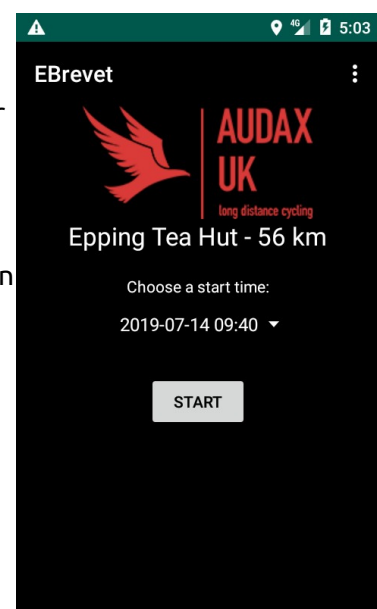 4G 5:03
EBrevet
AUDAX
UK
long distance cycling
Epping Tea Hut - 56 km
Choose a start time:
2019-07-14 09:40
START